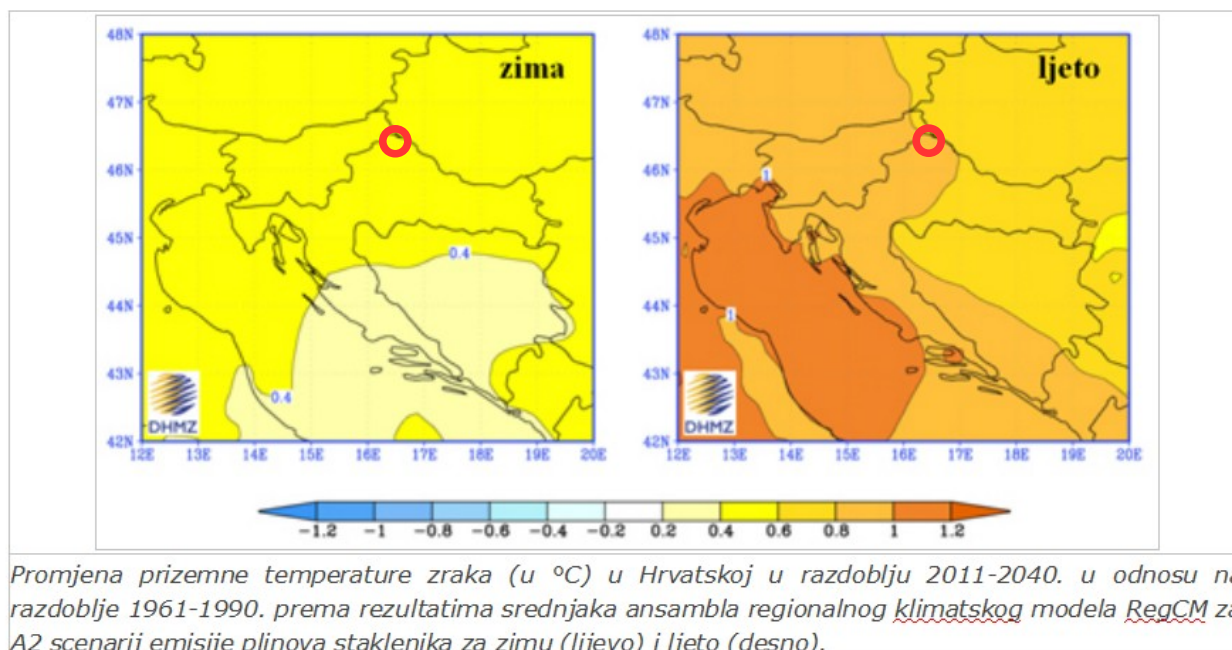 48N
47N
46N
45N
44N
43N
42N
12E 13E 14E 15E 16E 17E 18E 19E 20E
zima
0.4
0.4
DHMZ
48N
47N
46N
45N
44N
43N
42N
12E 13E 14E 15E 16E 17E 18E 19E 20E
ljeto
1
1
DHMZ
-1.2 -1 -0.8 -0.6 -0.4 -0.2 0.2 0.4 0.6 0.8 1 1.2
Promjena prizemne temperature zraka (u °C) u Hrvatskoj u razdoblju 2011-2040. u odnosu na
razdoblje 1961-1990. prema rezultatima srednjaka ansambla regionalnog klimatskog modela RegCM za
A2 scenarij emisije plinova staklenika za zimu (lijevo) i ljeto (desno).